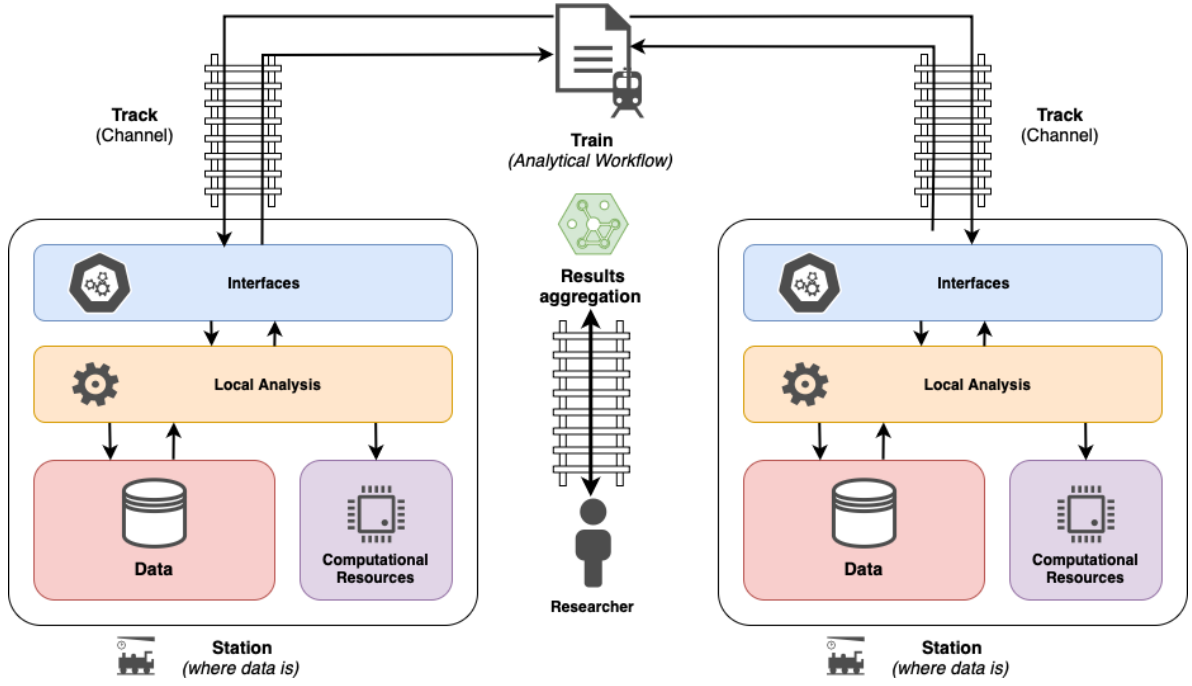 Track
(Channel)
Train
(Analytical Workflow)
Track
(Channel)
Results
aggregation
Interfaces
Local Analysis
Data
Computational
Resources
Station
(where data is)
Researcher
Interfaces
Local Analysis
Data
Computational
Resources
Station
(where data is)